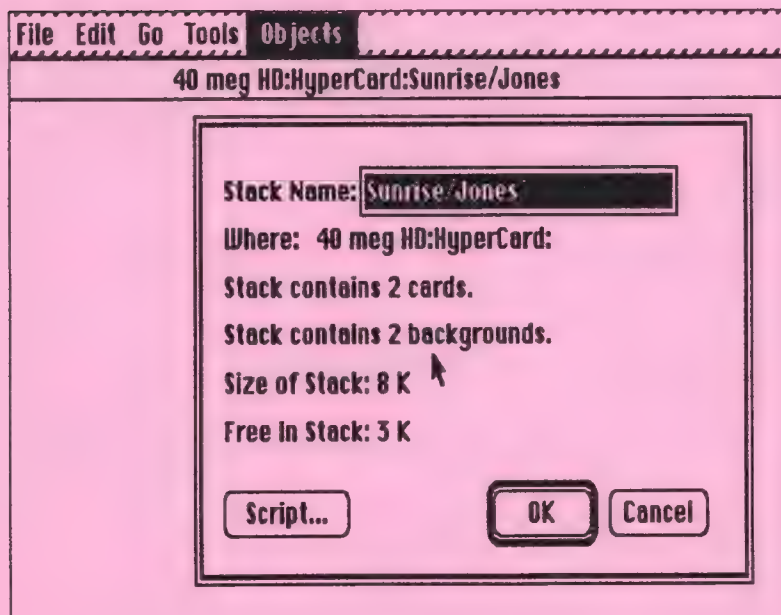 File Edit Go Tools Objects
40 meg HD:HyperCard:Sunrise/Jones
Stack Name: Sunrise/Jones
Where: 40 meg HD:HyperCard:
Stack contains 2 cards.
Stack contains 2 backgrounds.
Size of Stack: 8 K
Free in Stack: 3 K
Script... OK Cancel